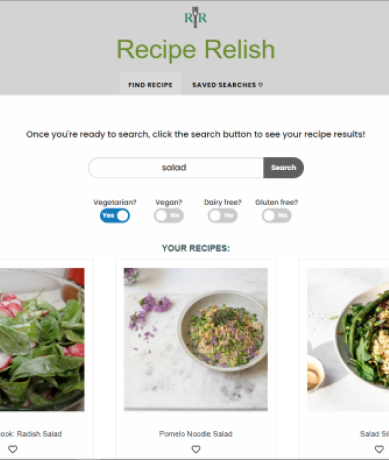 R R
Recipe Relish
FIND RECIPE SAVED SEARCHES ♡
Once you're ready to search, click the search button to see your recipe results!
salad Search
Vegetarian? Vegan? Dairy free? Gluten free?
Yes No No No
YOUR RECIPES:
ook: Radish Salad Pomelo Noodle Salad Salad Si